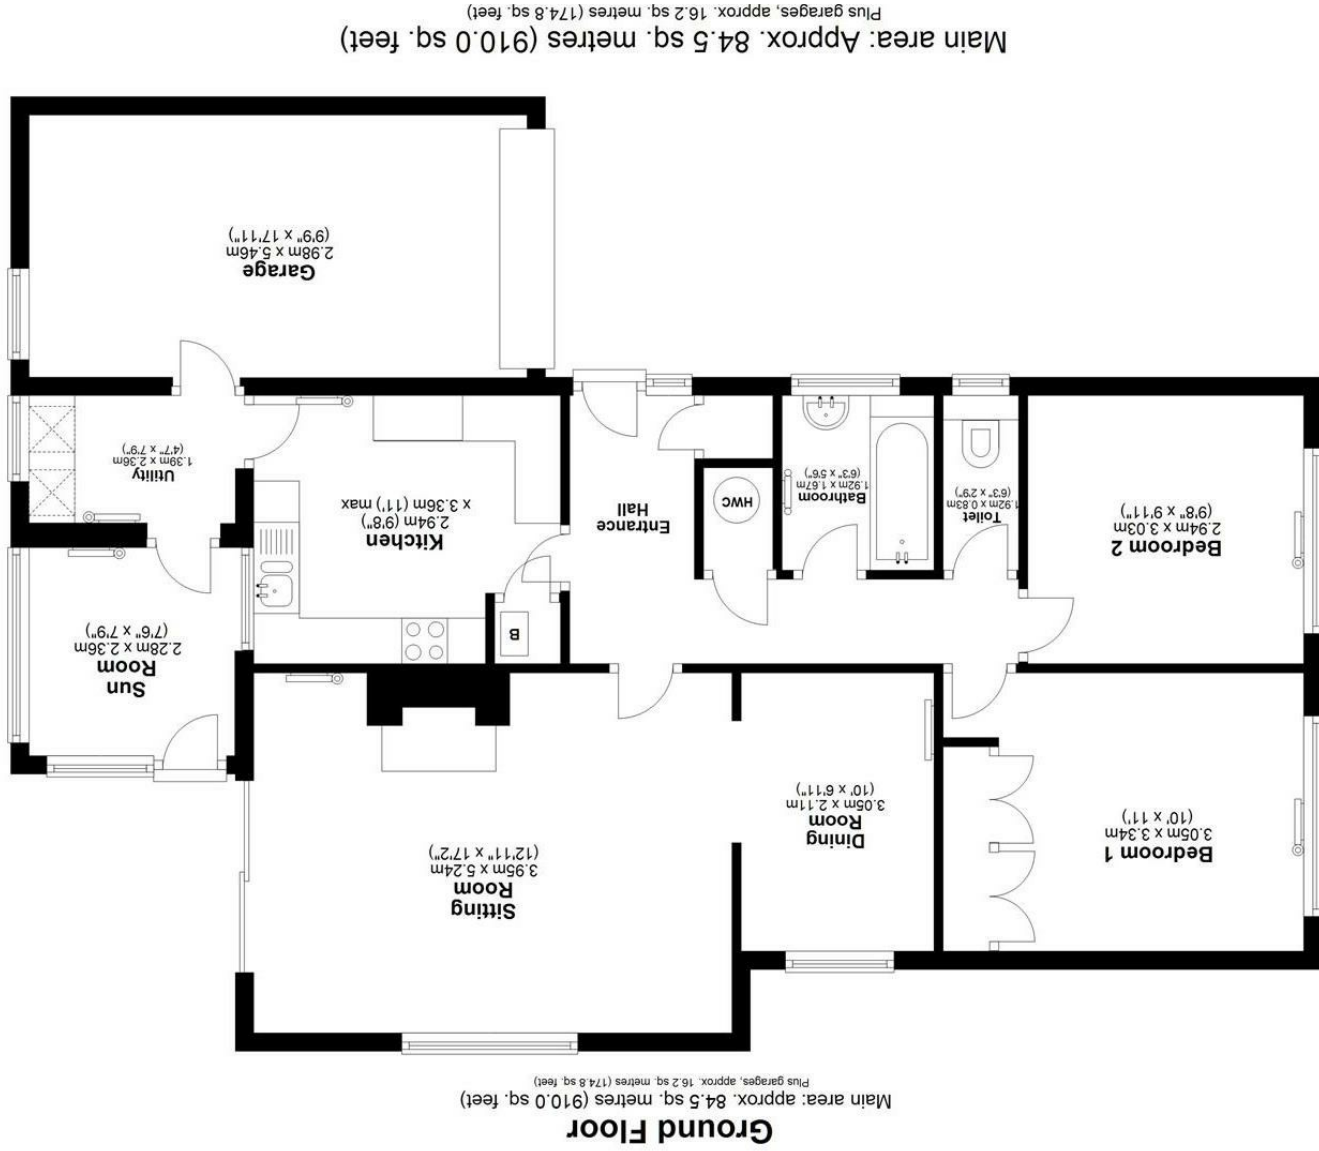 Ground Floor
Main area: approx. 84.5 sq. metres (910.0 sq. feet)
Plus garages, approx. 16.2 sq. metres (174.8 sq. feet)
Sitting
Room
3.95m x 5.24m
(12'11" x 17'2")
Bedroom 1
3.05m x 3.34m
(10' x 11')
Dining
Room
3.05m x 2.11m
(10' x 6'11")
Sun
Room
2.28m x 2.36m
(7'6" x 7'9")
B
Bedroom 2
2.94m x 3.03m
(9'8" x 9'11")
Kitchen
2.94m (9'8")
x 3.36m (11') max
Entrance
Hall
HWC
Bathroom
1.92m x 1.67m
(6'3" x 5'6")
Toilet
1.92m x 0.83m
(6'3" x 2'9")
Utility
1.39m x 2.36m
(4'7" x 7'9")
Garage
2.98m x 5.46m
(9'9" x 17'11")
Main area: Approx. 84.5 sq. metres (910.0 sq. feet)
Plus garages, approx. 16.2 sq. metres (174.8 sq. feet)